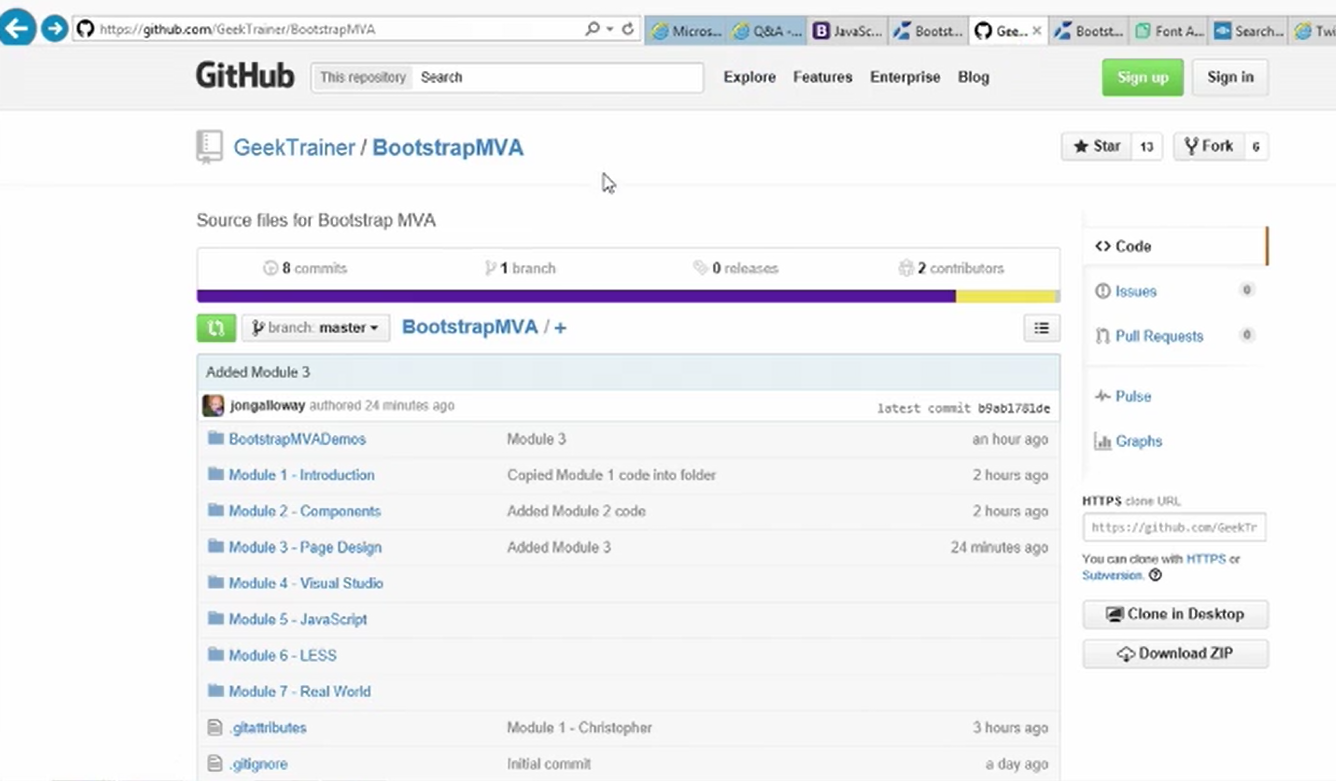 https://github.com/GeekTrainer/BootstrapMVA
Micros... Q&A -... JavaSc... Bootst... Gee... Bootst... Font A... Search... Twi
GitHub This repository Search Explore Features Enterprise Blog Sign up Sign in
GeekTrainer / BootstrapMVA Star 13 Fork 6
Source files for Bootstrap MVA
8 commits 1 branch 0 releases 2 contributors
branch: master BootstrapMVA / +
Added Module 3
jongalloway authored 24 minutes ago latest commit b9ab1781de
BootstrapMVADemos Module 3 an hour ago
Module 1 - Introduction Copied Module 1 code into folder 2 hours ago
Module 2 - Components Added Module 2 code 2 hours ago
Module 3 - Page Design Added Module 3 24 minutes ago
Module 4 - Visual Studio
Module 5 - JavaScript
Module 6 - LESS
Module 7 - Real World
.gitattributes Module 1 - Christopher 3 hours ago
.gitignore Initial commit a day ago
<> Code
Issues 0
Pull Requests 0
Pulse
Graphs
HTTPS clone URL
https://github.com/GeekTr
You can clone with HTTPS or
Subversion.
Clone in Desktop
Download ZIP